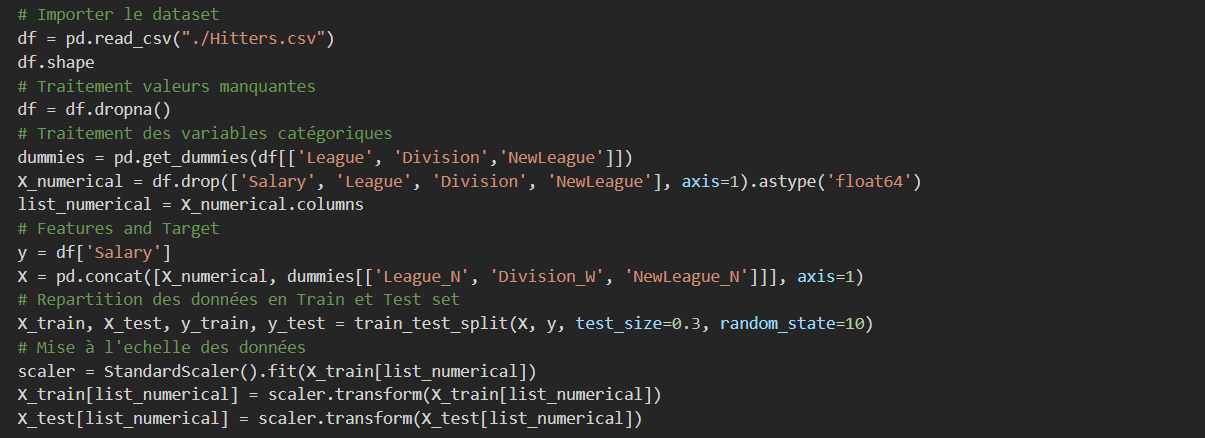 # Importer le dataset
df = pd.read_csv("./Hitters.csv")
df.shape
# Traitement valeurs manquantes
df = df.dropna()
# Traitement des variables catégoriques
dummies = pd.get_dummies(df[['League', 'Division','NewLeague']])
X_numerical = df.drop(['Salary', 'League', 'Division', 'NewLeague'], axis=1).astype('float64')
list_numerical = X_numerical.columns
# Features and Target
y = df['Salary']
X = pd.concat([X_numerical, dummies[['League_N', 'Division_W', 'NewLeague_N']]], axis=1)
# Repartition des données en Train et Test set
X_train, X_test, y_train, y_test = train_test_split(X, y, test_size=0.3, random_state=10)
# Mise à l'echelle des données
scaler = StandardScaler().fit(X_train[list_numerical])
X_train[list_numerical] = scaler.transform(X_train[list_numerical])
X_test[list_numerical] = scaler.transform(X_test[list_numerical])